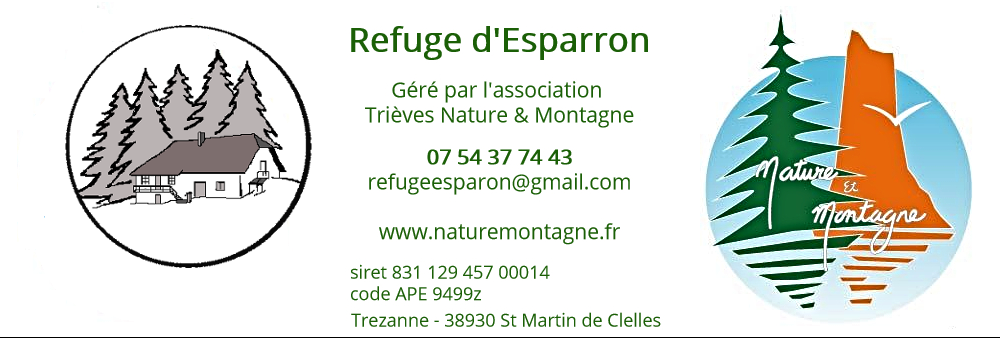 Refuge d'Esparron
Géré par l'association
Trièves Nature & Montagne
07 54 37 74 43
refugeesparon@gmail.com
www.naturemontagne.fr
siret 831 129 457 00014
code APE 9499z
Trezanne - 38930 St Martin de Clelles
Nature
Et
Montagne